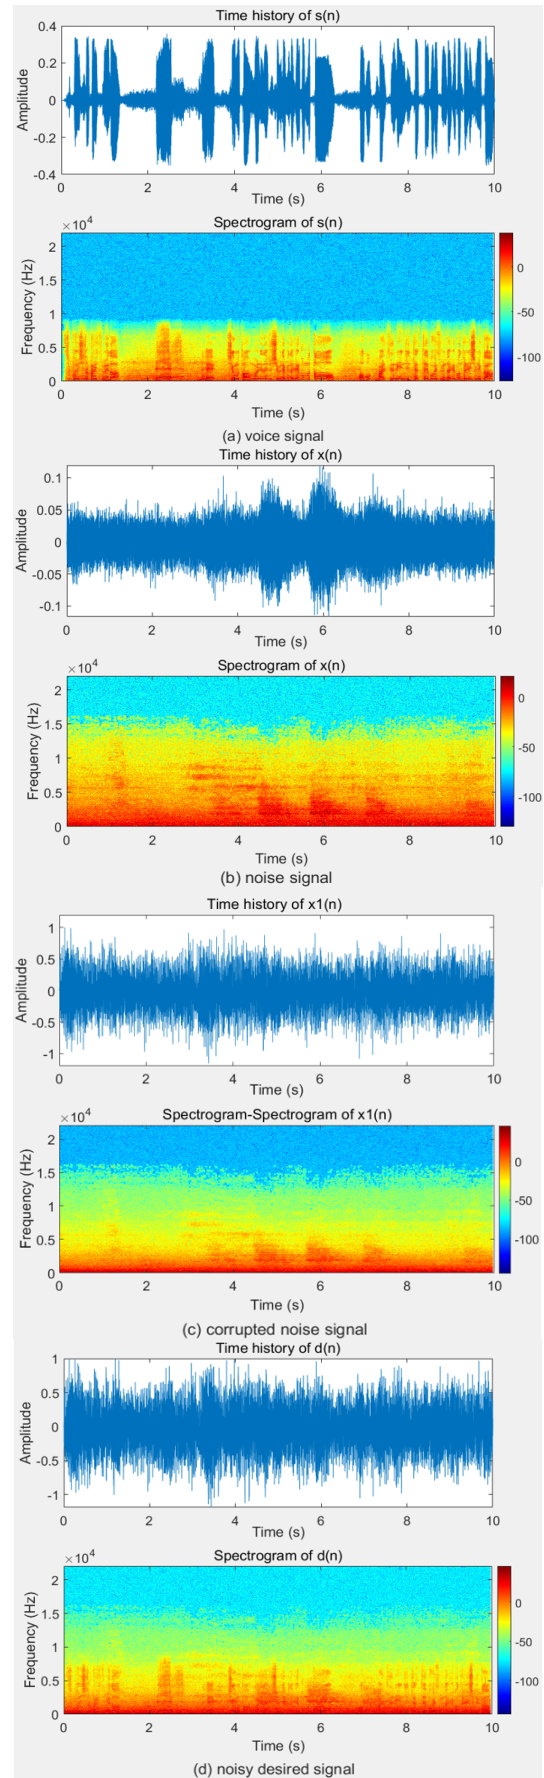 Time history of s(n)
0.4
0.2
0
-0.2
-0.4
Amplitude
0 2 4 6 8 10
Time (s)
×10⁴
Spectrogram of s(n)
2
1.5
1
0.5
0
Frequency (Hz)
0
-50
-100
0 2 4 6 8 10
Time (s)
(a) voice signal
Time history of x(n)
0.1
0.05
0
-0.05
-0.1
Amplitude
0 2 4 6 8 10
Time (s)
×10⁴
Spectrogram of x(n)
2
1.5
1
0.5
0
Frequency (Hz)
0
-50
-100
0 2 4 6 8 10
Time (s)
(b) noise signal
Time history of x1(n)
1
0.5
0
-0.5
-1
Amplitude
0 2 4 6 8 10
Time (s)
×10⁴
Spectrogram-Spectrogram of x1(n)
2
1.5
1
0.5
0
Frequency (Hz)
0
-50
-100
0 2 4 6 8 10
Time (s)
(c) corrupted noise signal
Time history of d(n)
1
0.5
0
-0.5
-1
Amplitude
0 2 4 6 8 10
Time (s)
×10⁴
Spectrogram of d(n)
2
1.5
1
0.5
0
Frequency (Hz)
0
-50
-100
0 2 4 6 8 10
Time (s)
(d) noisy desired signal